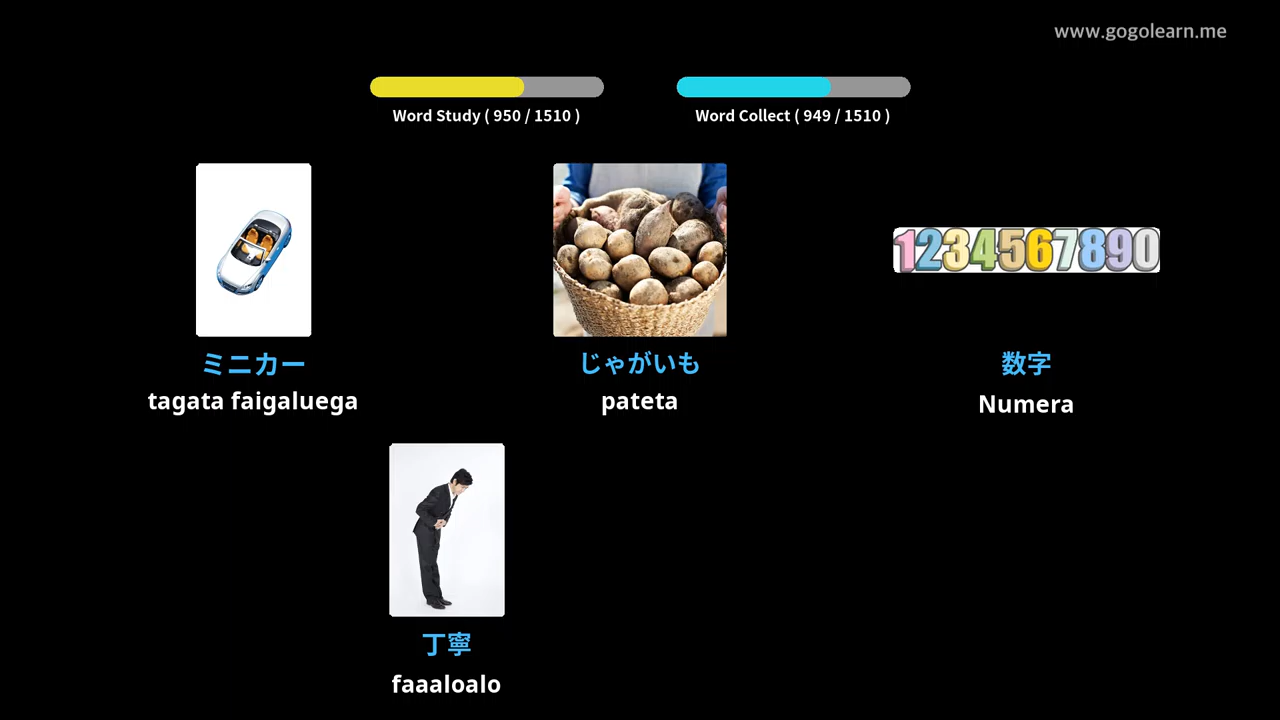 www.gogolearn.me
Word Study ( 950 / 1510 )
Word Collect ( 949 / 1510 )
1234567890
ミニカー
tagata faigaluega
じゃがいも
pateta
数字
Numera
丁寧
faaaloalo